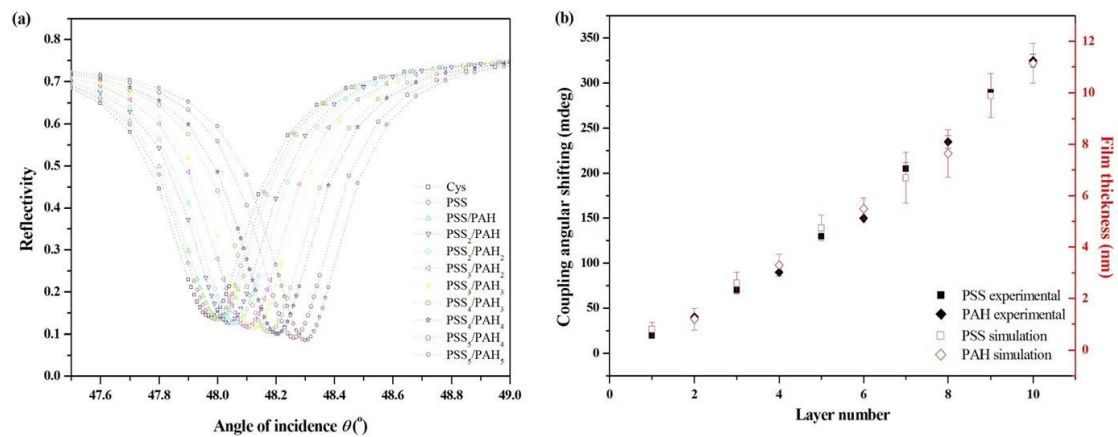 (a)
0.8
0.7
0.6
0.5
0.4
0.3
0.2
0.1
0.0
Reflectivity
47.6 47.8 48.0 48.2 48.4 48.6 48.8 49.0
Angle of incidence θ(°)
Cys
PSS
PSS/PAH
PSS2/PAH
PSS2/PAH2
PSS3/PAH2
PSS3/PAH3
PSS4/PAH3
PSS4/PAH4
PSS5/PAH4
PSS5/PAH5
(b)
350
300
250
200
150
100
50
0
Coupling angular shifting (mdeg)
0 2 4 6 8 10
Layer number
12
10
8
6
4
2
0
Film thickness (nm)
PSS experimental
PAH experimental
PSS simulation
PAH simulation